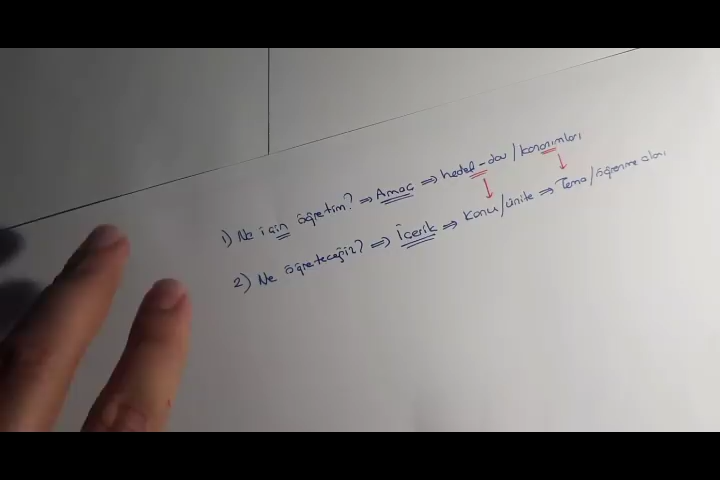 1) Ne için öğretim? ⇒ Amaç ⇒ hedef-dav / kazanımları
2) Ne öğreteceğiz? ⇒ İçerik ⇒ Konu/ünite ⇒ Tema/öğrenme alanı